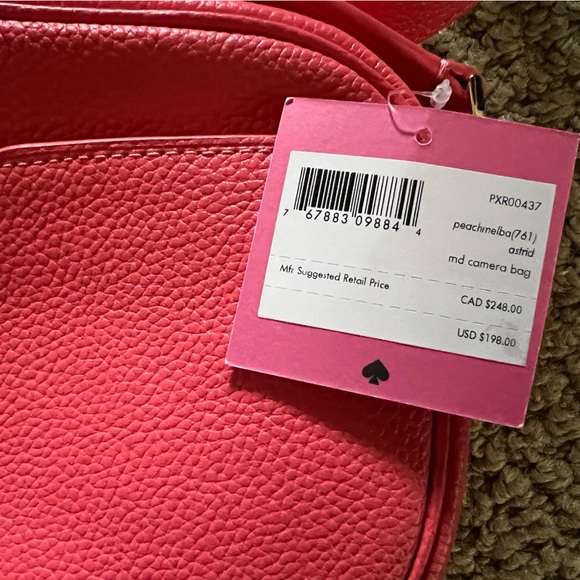 PXR00437
7 67883 09884 4
peachmelba(761)
astrid
md camera bag
Mfr Suggested Retail Price
CAD $248.00
USD $198.00